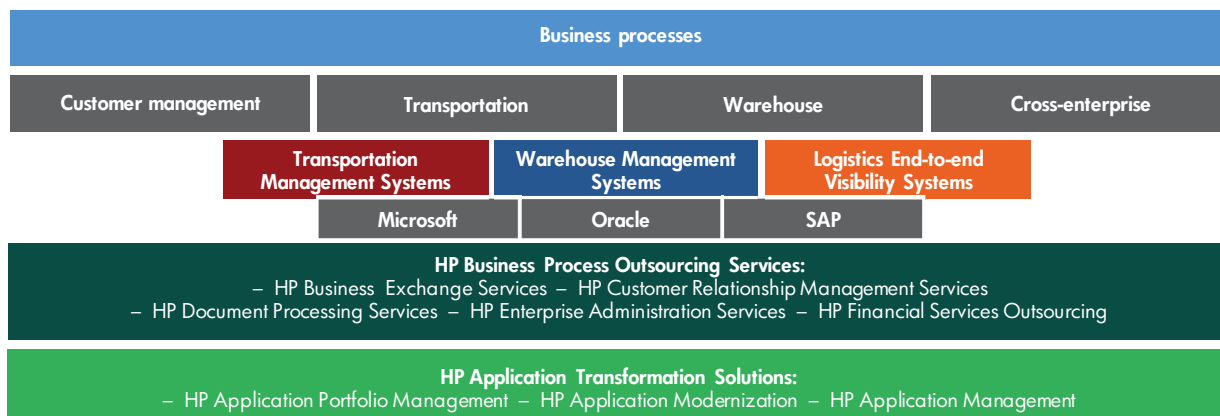 Business processes
Customer management Transportation Warehouse Cross-enterprise
Transportation Management Systems
Warehouse Management Systems
Logistics End-to-end Visibility Systems
Microsoft Oracle SAP
HP Business Process Outsourcing Services:
– HP Business Exchange Services – HP Customer Relationship Management Services
– HP Document Processing Services – HP Enterprise Administration Services – HP Financial Services Outsourcing
HP Application Transformation Solutions:
– HP Application Portfolio Management – HP Application Modernization – HP Application Management